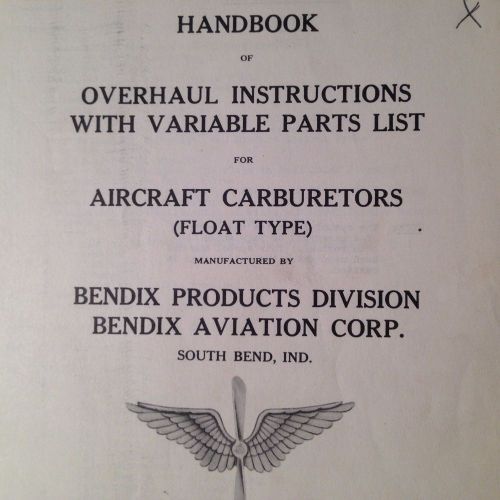 HANDBOOK
OF
OVERHAUL INSTRUCTIONS
WITH VARIABLE PARTS LIST
FOR
AIRCRAFT CARBURETORS
(FLOAT TYPE)
MANUFACTURED BY
BENDIX PRODUCTS DIVISION
BENDIX AVIATION CORP.
SOUTH BEND, IND.